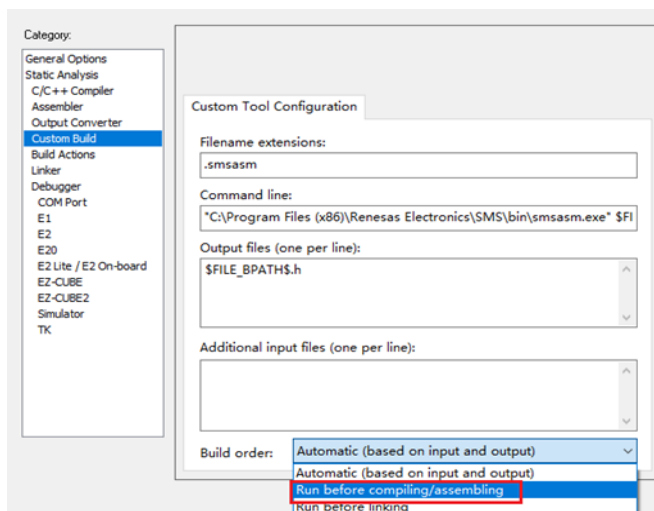 Category:
General Options
Static Analysis
C/C++ Compiler
Assembler
Output Converter
Custom Build
Build Actions
Linker
Debugger
COM Port
E1
E2
E20
E2 Lite / E2 On-board
EZ-CUBE
EZ-CUBE2
Simulator
TK
Custom Tool Configuration
Filename extensions:
.smsasm
Command line:
"C:\Program Files (x86)\Renesas Electronics\SMS\bin\smsasm.exe" $FI
Output files (one per line):
$FILE_BPATH$.h
Additional input files (one per line):
Build order:
Automatic (based on input and output)
Automatic (based on input and output)
Run before compiling/assembling
Run before linking